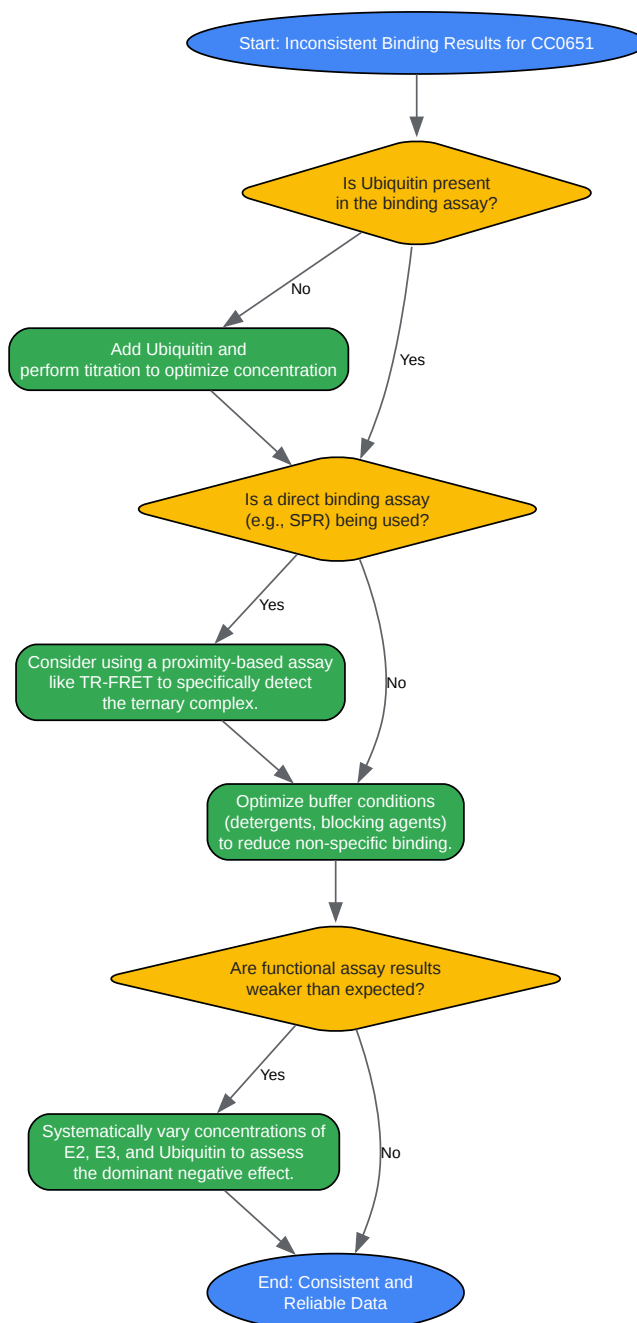 Start: Inconsistent Binding Results for CC0651
Is Ubiquitin present
in the binding assay?
No
Add Ubiquitin and
perform titration to optimize concentration
Yes
Is a direct binding assay
(e.g., SPR) being used?
Yes
Consider using a proximity-based assay
like TR-FRET to specifically detect
the ternary complex.
No
Optimize buffer conditions
(detergents, blocking agents)
to reduce non-specific binding.
Are functional assay results
weaker than expected?
Yes
Systematically vary concentrations of
E2, E3, and Ubiquitin to assess
the dominant negative effect.
No
End: Consistent and
Reliable Data